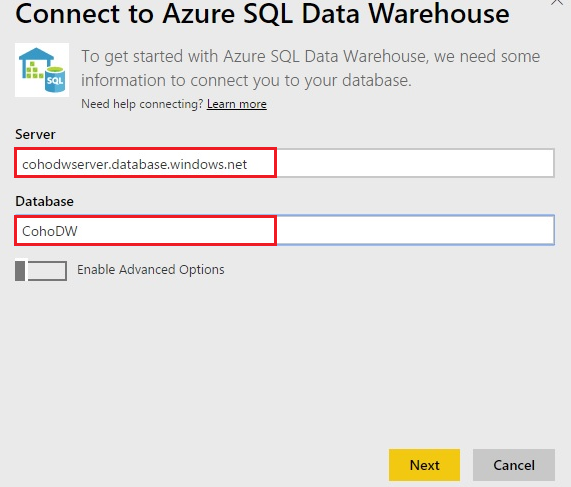 Connect to Azure SQL Data Warehouse
SQL
To get started with Azure SQL Data Warehouse, we need some
information to connect you to your database.
Need help connecting? Learn more
Server
cohodwserver.database.windows.net
Database
CohoDW
Enable Advanced Options
Next Cancel